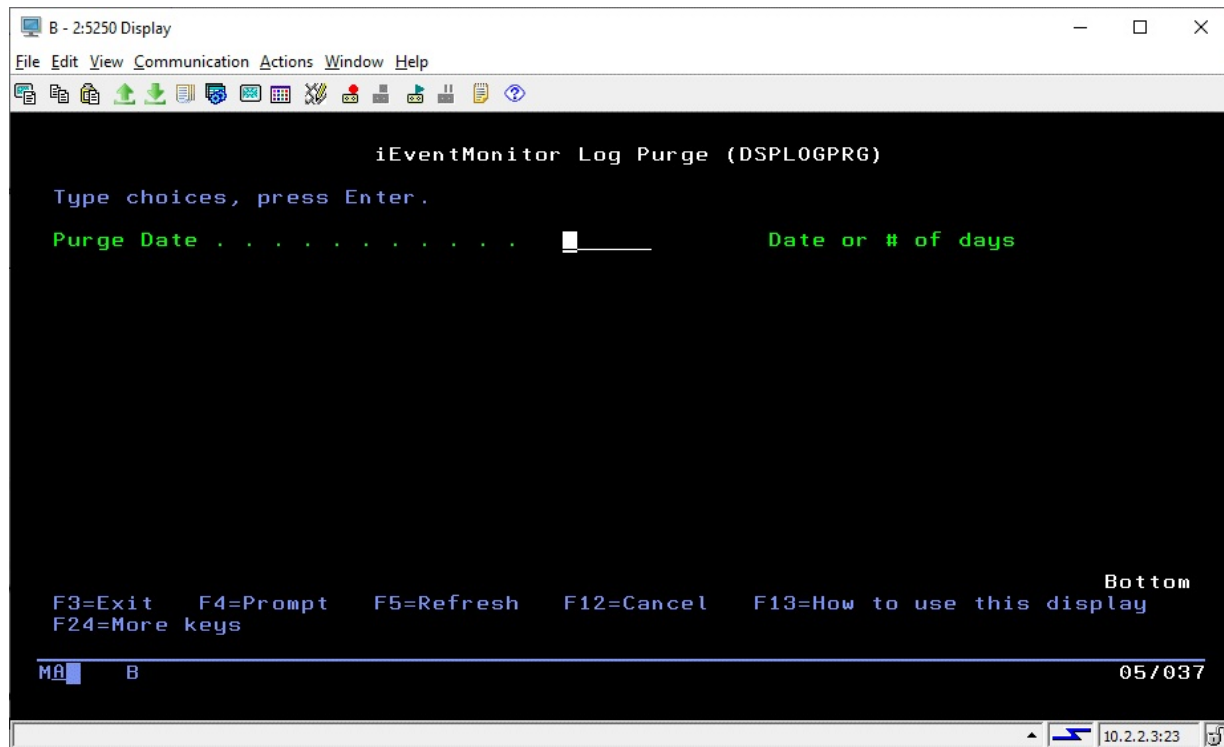 B - 2:5250 Display
File Edit View Communication Actions Window Help
iEventMonitor Log Purge (DSPLOGPRG)
Type choices, press Enter.
Purge Date . . . . . . . . . . . Date or # of days
Bottom
F3=Exit F4=Prompt F5=Refresh F12=Cancel F13=How to use this display
F24=More keys
MA B 05/037
10.2.2.3:23